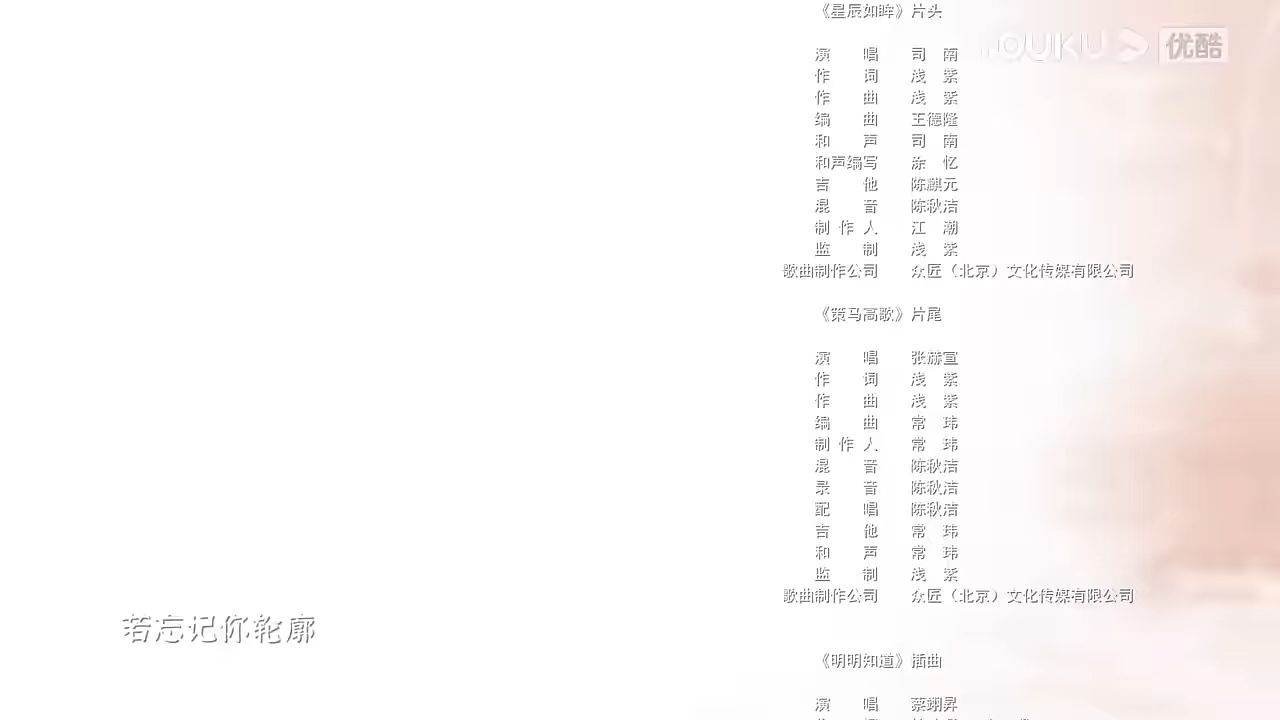 《星辰如眸》片头
YOUKU 优酷
演 唱 司 南
作 词 浅 紫
作 曲 浅 紫
编 曲 王德隆
和 声 司 南
和声编写 涂 忆
吉 他 陈麒元
混 音 陈秋洁
制 作 人 江 潮
监 制 浅 紫
歌曲制作公司 众匠（北京）文化传媒有限公司
《策马高歌》片尾
演 唱 张赫宣
作 词 浅 紫
作 曲 浅 紫
编 曲 常 玮
制 作 人 常 玮
混 音 陈秋洁
录 音 陈秋洁
配 唱 陈秋洁
吉 他 常 玮
和 声 常 玮
监 制 浅 紫
歌曲制作公司 众匠（北京）文化传媒有限公司
若忘记你轮廓
《明明知道》插曲
演 唱 蔡翊昇